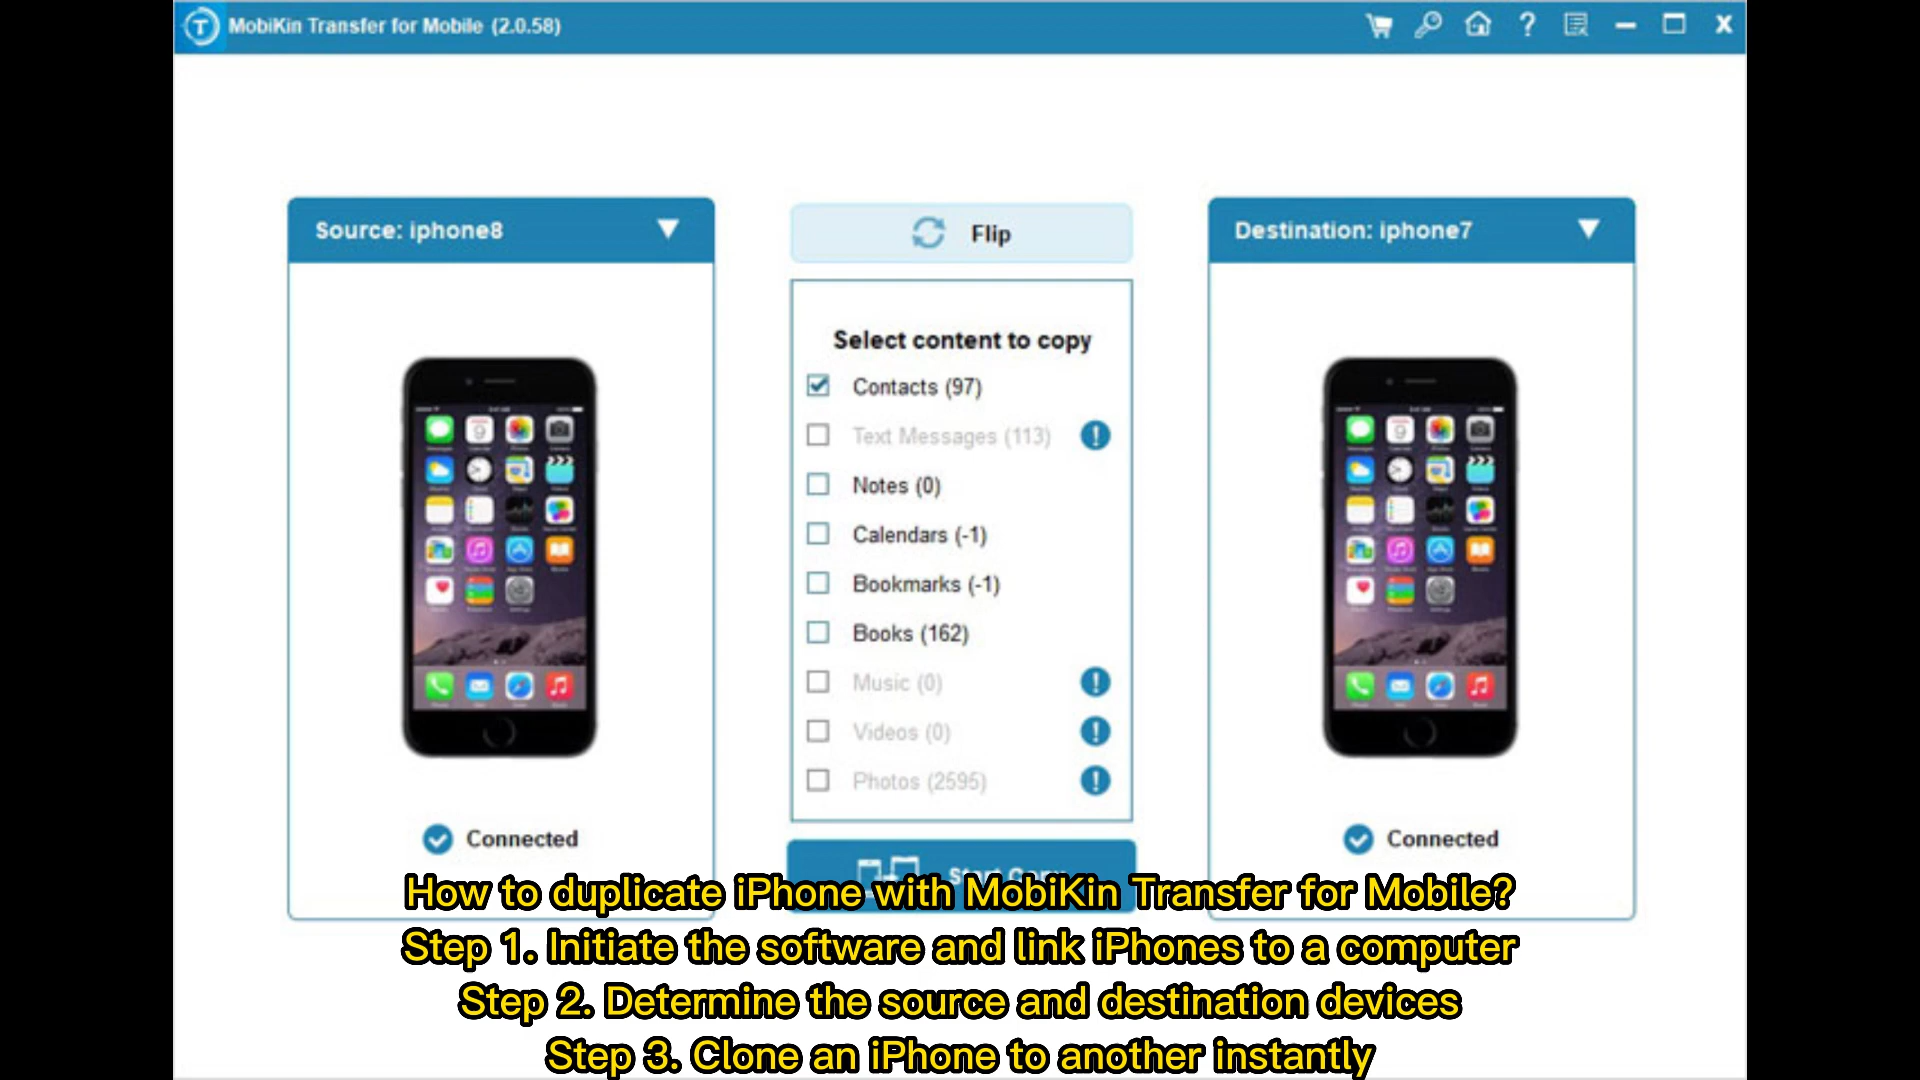 MobiKin Transfer for Mobile (2.0.58)
Source: iphone8
Flip
Destination: iphone7
Select content to copy
Contacts (97)
Text Messages (113)
Notes (0)
Calendars (-1)
Bookmarks (-1)
Books (162)
Music (0)
Videos (0)
Photos (2595)
Connected
Connected
Start Copy
How to duplicate iPhone with MobiKin Transfer for Mobile?
Step 1. Initiate the software and link iPhones to a computer
Step 2. Determine the source and destination devices
Step 3. Clone an iPhone to another instantly